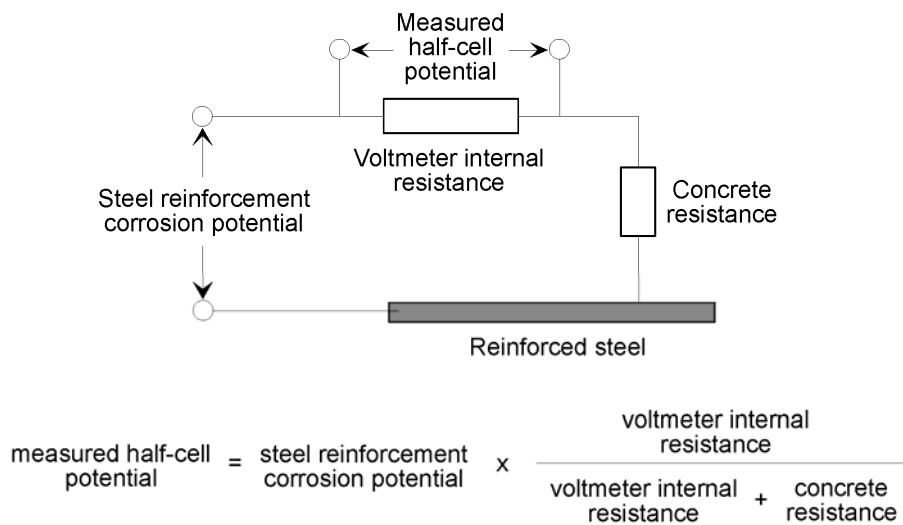 Measured
half-cell
potential
Voltmeter internal
resistance
Steel reinforcement
corrosion potential
Concrete
resistance
Reinforced steel
measured half-cell
potential
=
steel reinforcement
corrosion potential
x
voltmeter internal
resistance
voltmeter internal
resistance
+
concrete
resistance